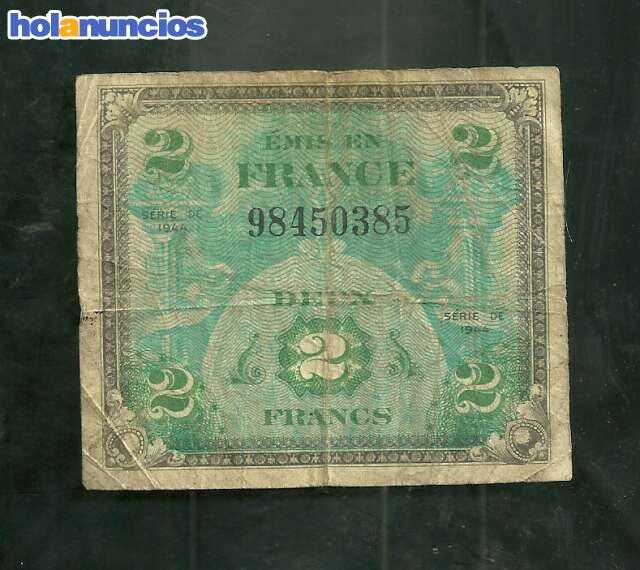 holanuncios
2 2
ÉMIS EN
FRANCE
SÉRIE DE
1944
98450385
DEUX
SÉRIE DE
1944
2
2 2
FRANCS